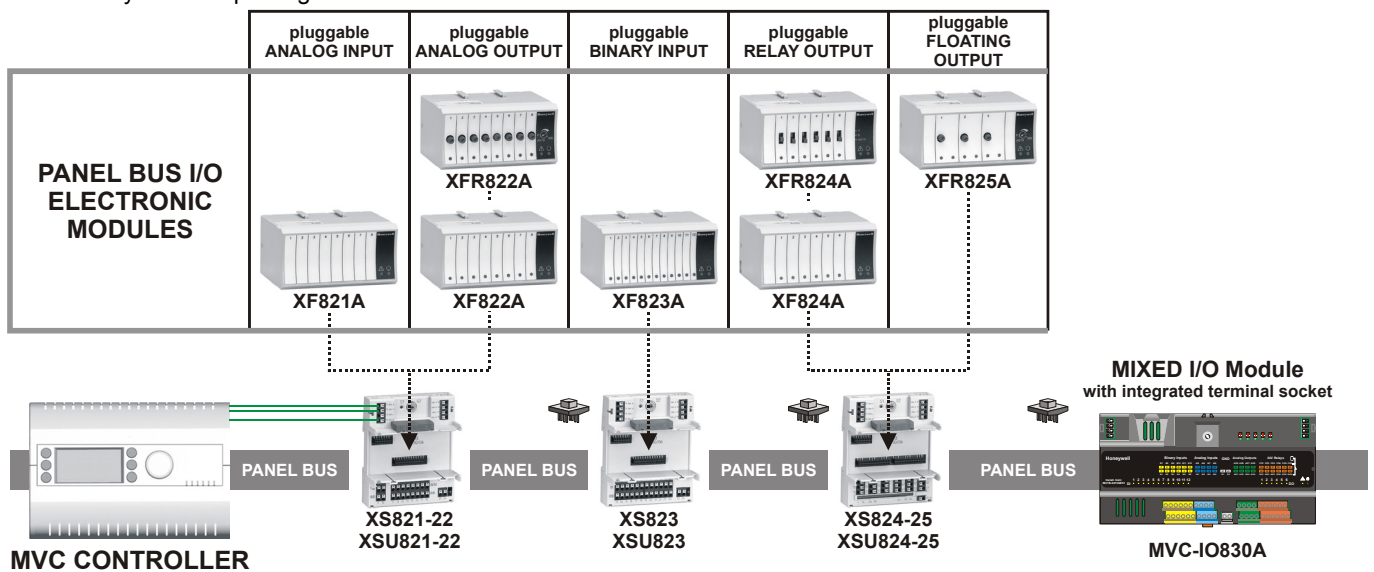 pluggable
ANALOG INPUT
pluggable
ANALOG OUTPUT
pluggable
BINARY INPUT
pluggable
RELAY OUTPUT
pluggable
FLOATING
OUTPUT
PANEL BUS I/O
ELECTRONIC
MODULES
XFR822A
XFR824A
XFR825A
XF821A
XF822A
XF823A
XF824A
MIXED I/O Module
with integrated terminal socket
PANEL BUS
PANEL BUS
PANEL BUS
PANEL BUS
Honeywell
Binary Inputs
Analog Inputs
Analog Outputs
XS821-22
XSU821-22
XS823
XSU823
XS824-25
XSU824-25
MVC CONTROLLER
MVC-IO830A